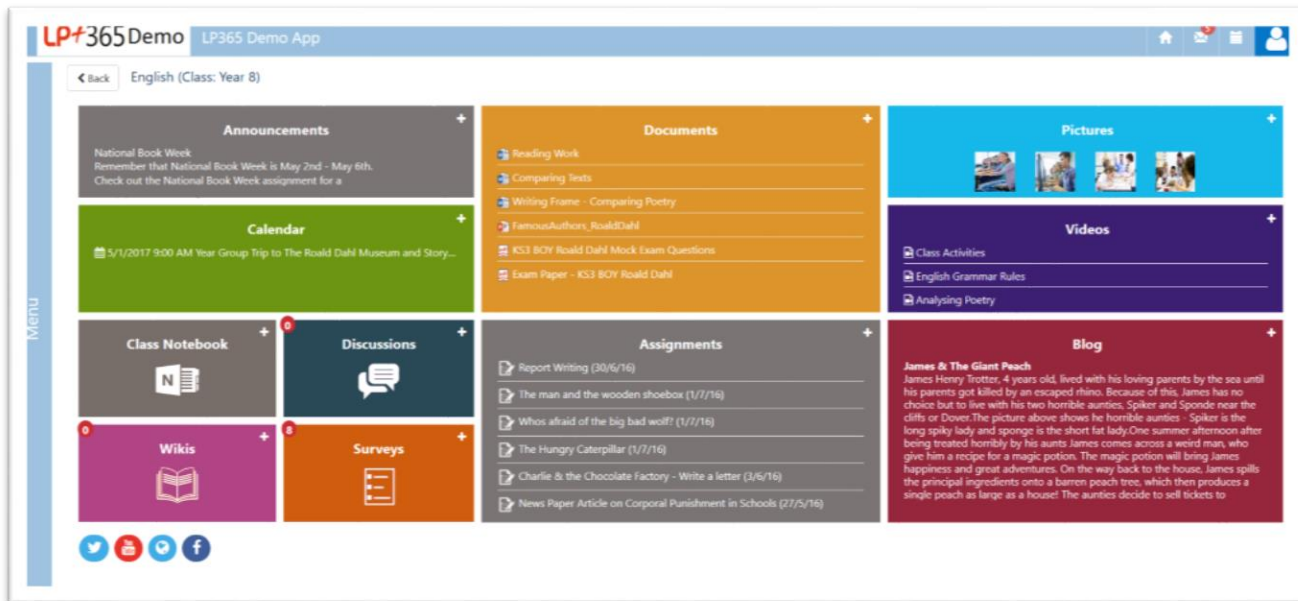 LP+365 Demo
LP365 Demo App
5
Back
English (Class: Year 8)
Menu
Announcements
National Book Week
Remember that National Book Week is May 2nd - May 6th.
Check out the National Book Week assignment for a
Calendar
5/1/2017 9:00 AM Year Group Trip to The Roald Dahl Museum and Story...
Class Notebook
N
0
Discussions
0
Wikis
8
Surveys
Documents
Reading Work
Comparing Texts
Writing Frame - Comparing Poetry
FamousAuthors_RoaldDahl
KS3 BOY Roald Dahl Mock Exam Questions
Exam Paper - KS3 BOY Roald Dahl
Assignments
Report Writing (30/6/16)
The man and the wooden shoebox (1/7/16)
Whos afraid of the big bad wolf? (1/7/16)
The Hungry Caterpillar (1/7/16)
Charlie & the Chocolate Factory - Write a letter (3/6/16)
News Paper Article on Corporal Punishment in Schools (27/5/16)
Pictures
Videos
Class Activities
English Grammar Rules
Analysing Poetry
Blog
James & The Giant Peach
James Henry Trotter, 4 years old, lived with his loving parents by the sea until
his parents got killed by an escaped rhino. Because of this, James has no
choice but to live with his two horrible aunties, Spiker and Sponde near the
cliffs or Dover.The picture above shows he horrible aunties - Spiker is the
long spiky lady and sponge is the short fat lady.One summer afternoon after
being treated horribly by his aunts James comes across a weird man, who
give him a recipe for a magic potion. The magic potion will bring James
happiness and great adventures. On the way back to the house, James spills
the principal ingredients onto a barren peach tree, which then produces a
single peach as large as a house! The aunties decide to sell tickets to
You